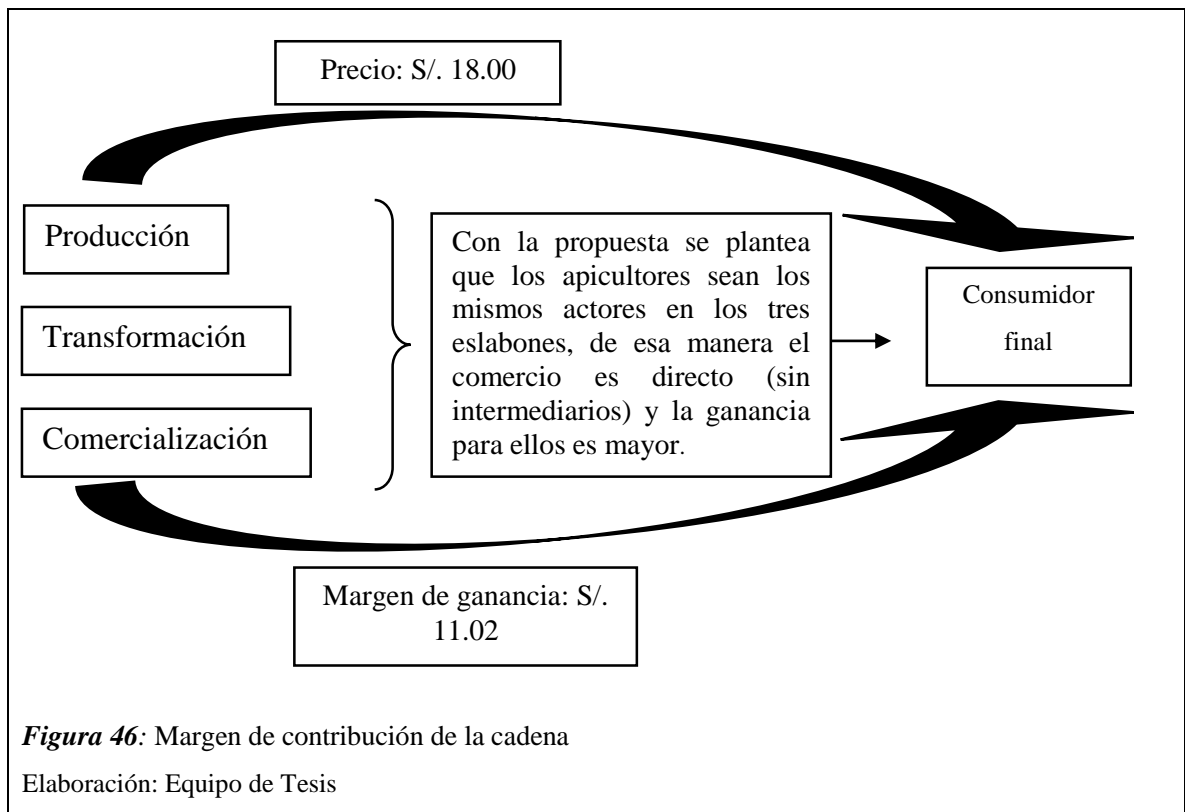 Precio: S/. 18.00
Producción
Transformación
Comercialización
Con la propuesta se plantea
que los apicultores sean los
mismos actores en los tres
eslabones, de esa manera el
comercio es directo (sin
intermediarios) y la ganancia
para ellos es mayor.
Consumidor
final
Margen de ganancia: S/.
11.02
Figura 46: Margen de contribución de la cadena
Elaboración: Equipo de Tesis